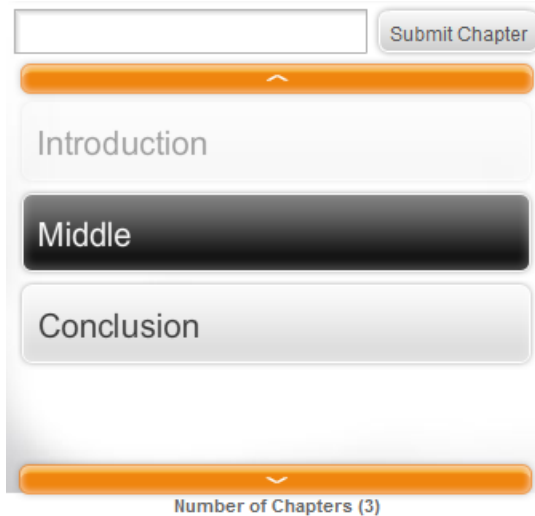 Submit Chapter
Introduction
Middle
Conclusion
Number of Chapters (3)